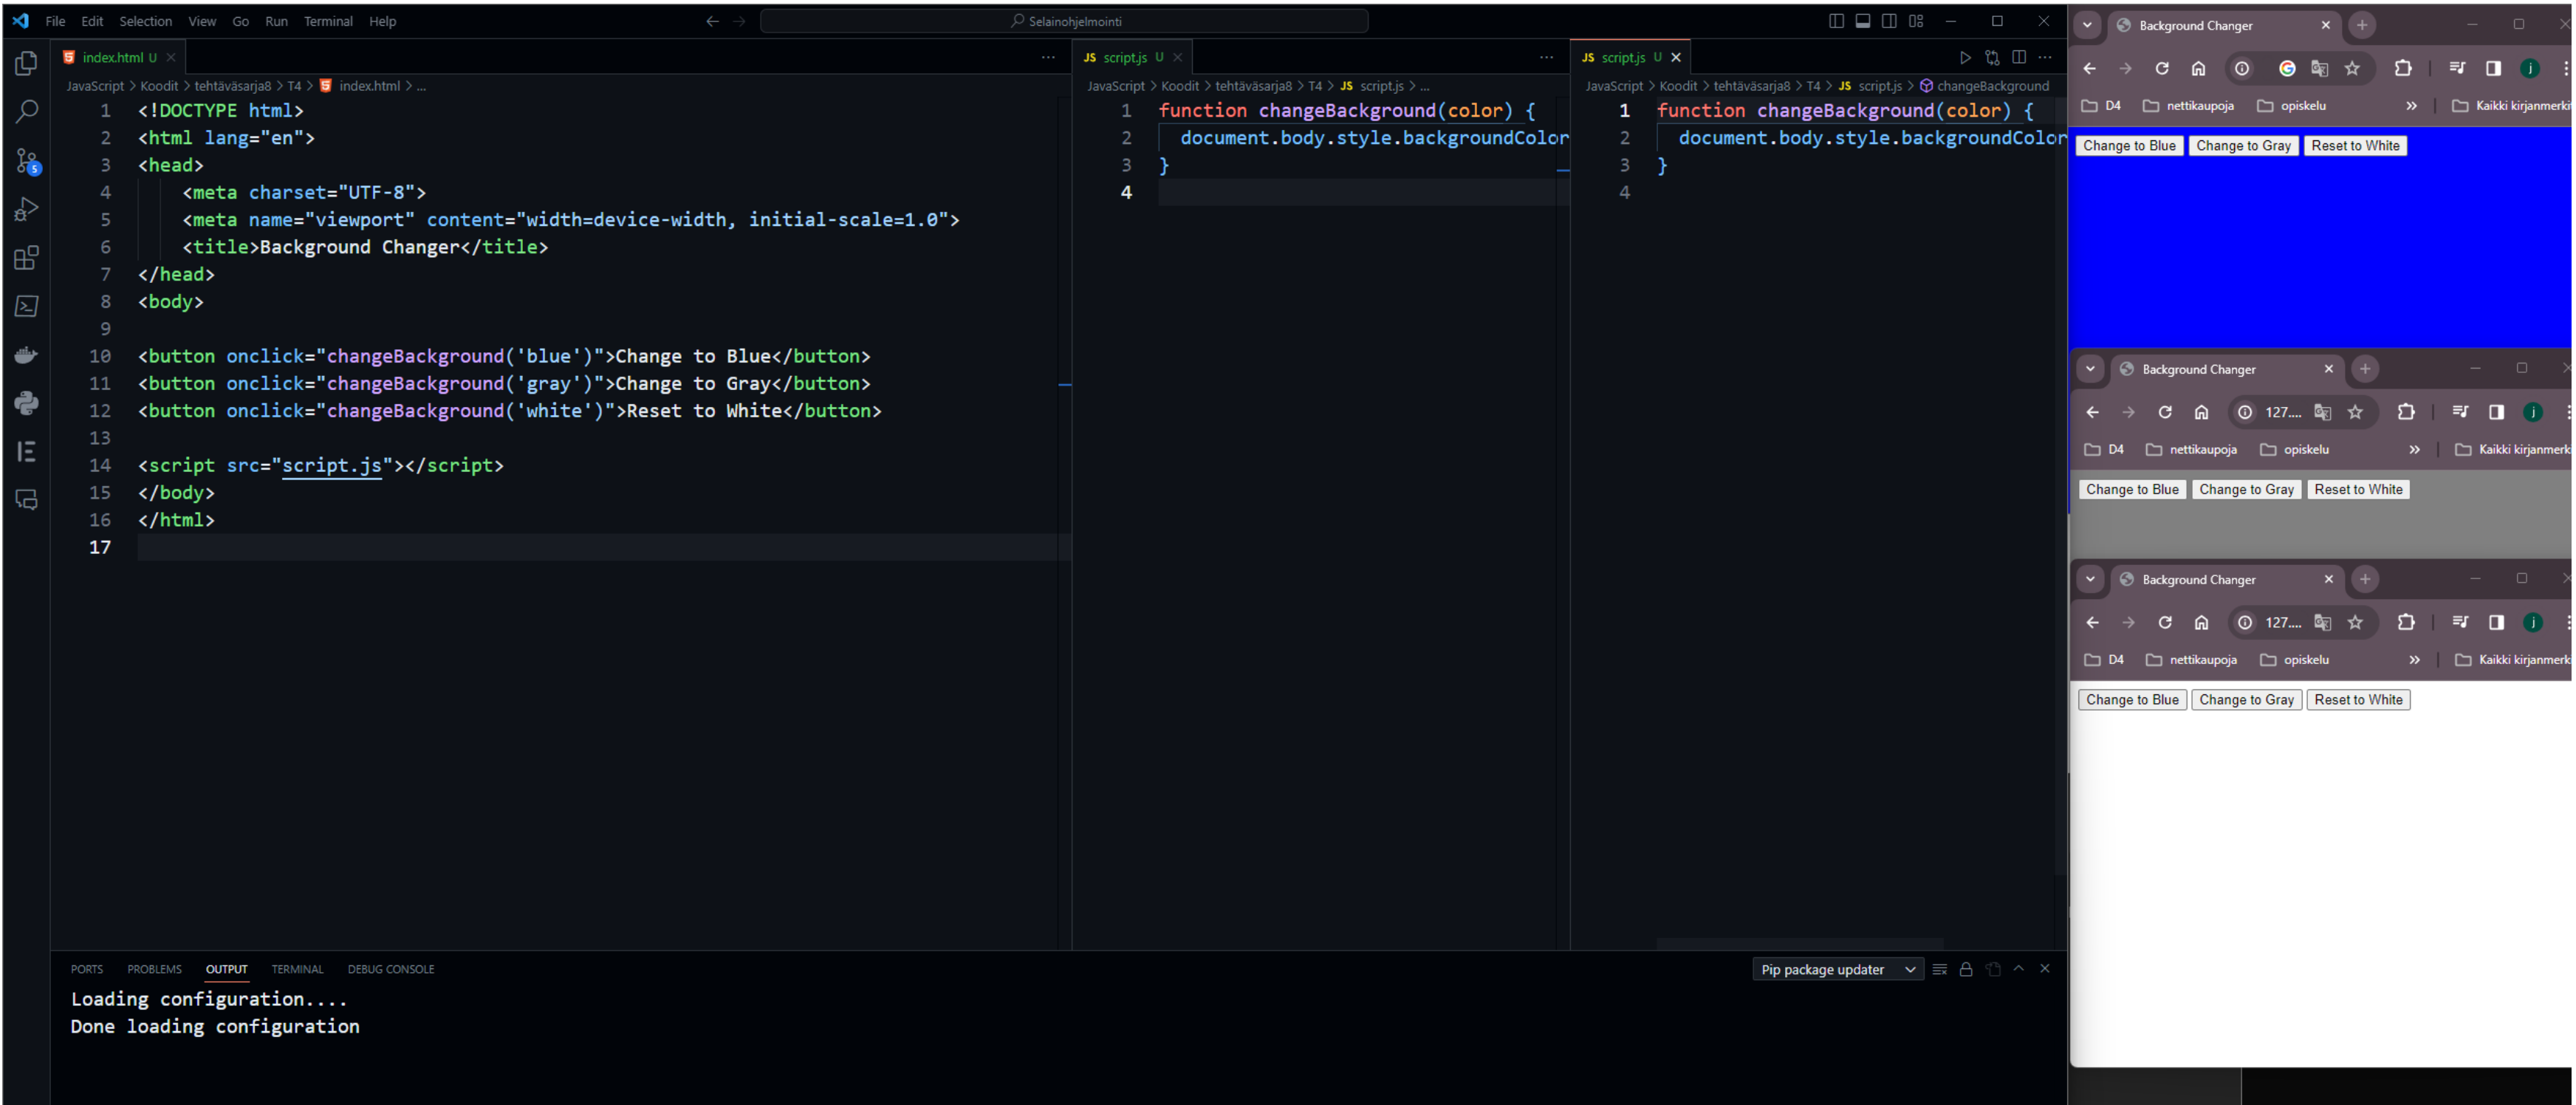 File Edit Selection View Go Run Terminal Help
Selainohjelmointi
index.html U
JavaScript > Koodit > tehtäväsarja8 > T4 > index.html > ...
1 <!DOCTYPE html>
2 <html lang="en">
3 <head>
4 <meta charset="UTF-8">
5 <meta name="viewport" content="width=device-width, initial-scale=1.0">
6 <title>Background Changer</title>
7 </head>
8 <body>
9
10 <button onclick="changeBackground('blue')">Change to Blue</button>
11 <button onclick="changeBackground('gray')">Change to Gray</button>
12 <button onclick="changeBackground('white')">Reset to White</button>
13
14 <script src="script.js"></script>
15 </body>
16 </html>
17
5
JS script.js U
JavaScript > Koodit > tehtäväsarja8 > T4 > JS script.js > ...
1 function changeBackground(color) {
2 document.body.style.backgroundColor
3 }
4
JS script.js U
JavaScript > Koodit > tehtäväsarja8 > T4 > JS script.js > changeBackground
1 function changeBackground(color) {
2 document.body.style.backgroundColor
3 }
4
PORTS PROBLEMS OUTPUT TERMINAL DEBUG CONSOLE
Pip package updater
Loading configuration....
Done loading configuration
Background Changer
j
D4 nettikaupoja opiskelu » Kaikki kirjanmerki
Change to Blue Change to Gray Reset to White
Background Changer
127.... j
D4 nettikaupoja opiskelu » Kaikki kirjanmerk
Change to Blue Change to Gray Reset to White
Background Changer
127.... j
D4 nettikaupoja opiskelu » Kaikki kirjanmerk
Change to Blue Change to Gray Reset to White